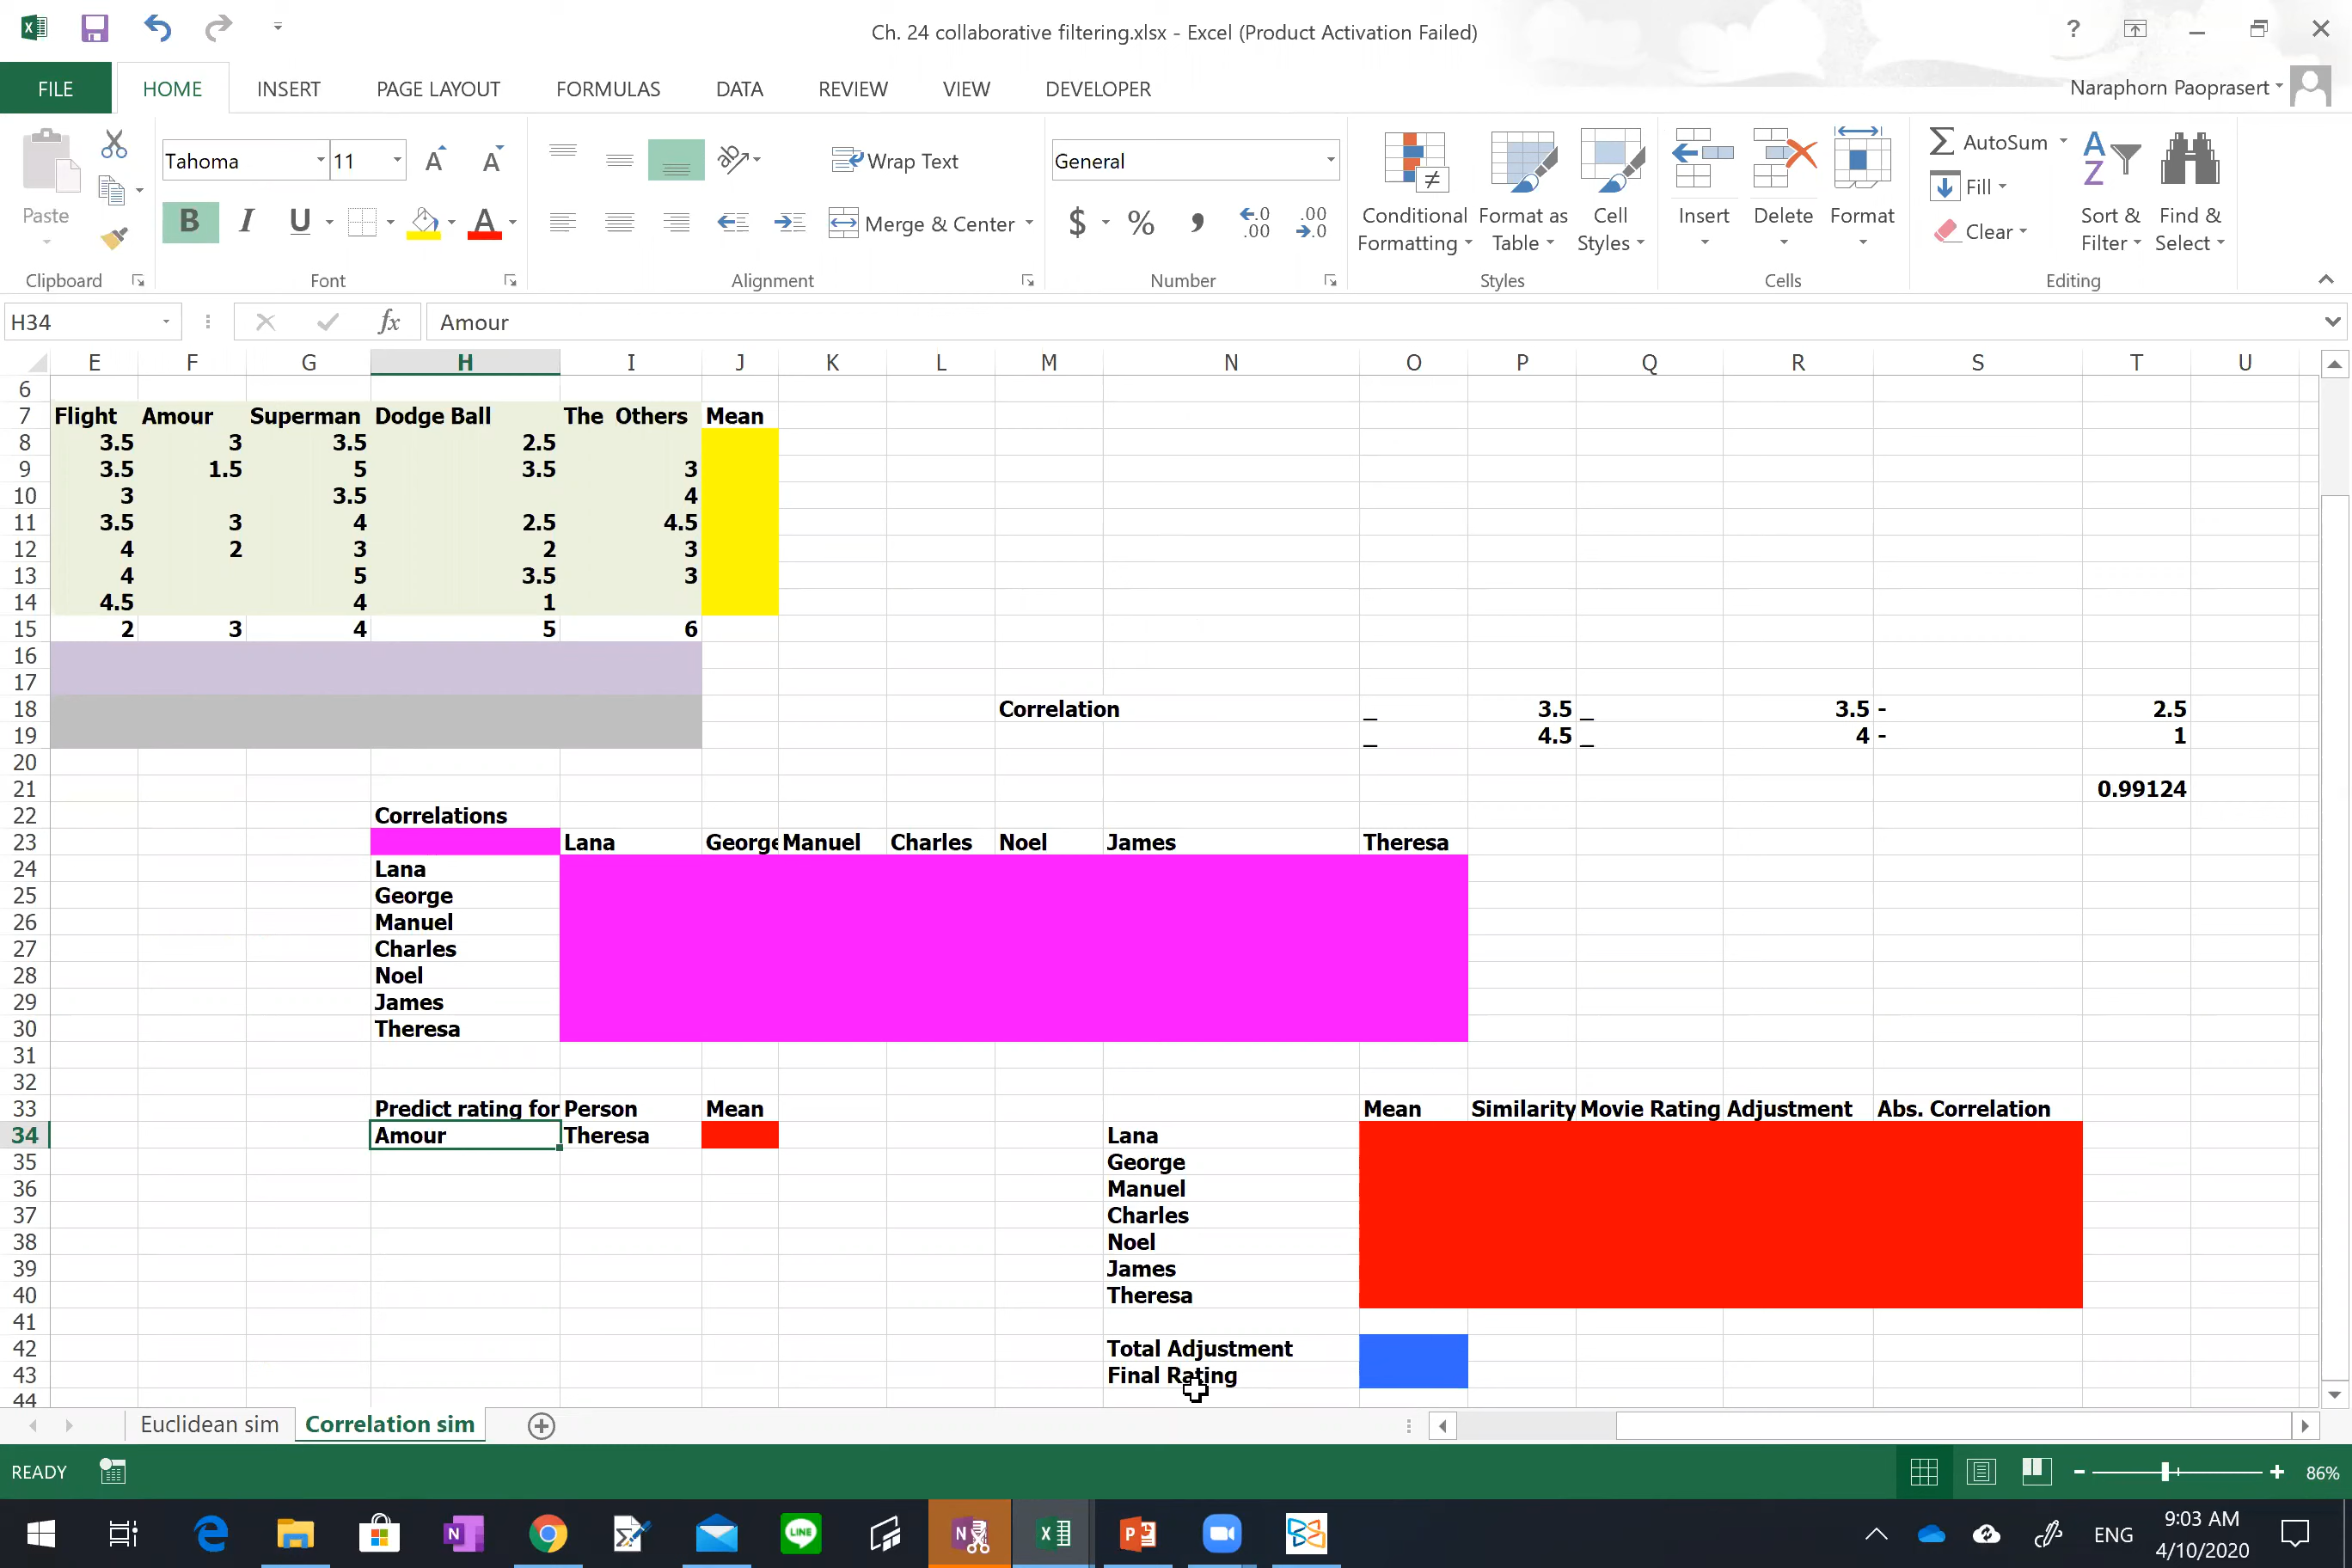 Ch. 24 collaborative filtering.xlsx - Excel (Product Activation Failed)
?
FILE HOME INSERT PAGE LAYOUT FORMULAS DATA REVIEW VIEW DEVELOPER
Naraphorn Paoprasert
Paste
Clipboard
Tahoma 11 A A
B I U A
Font
Wrap Text
Merge & Center
Alignment
General
$ % , ←.0 .00 .00 →.0
Number
Conditional Formatting
Format as Table
Cell Styles
Styles
Insert Delete Format
Cells
AutoSum
Fill
Clear
Sort & Filter
Find & Select
Editing
H34 fx Amour
E F G H I J K L M N O P Q R S T U
6
7 Flight Amour Superman Dodge Ball The Others Mean
8 3.5 3 3.5 2.5
9 3.5 1.5 5 3.5 3
10 3 3.5 4
11 3.5 3 4 2.5 4.5
12 4 2 3 2 3
13 4 5 3.5 3
14 4.5 4 1
15 2 3 4 5 6
16
17
18 Correlation _ 3.5 _ 3.5 - 2.5
19 _ 4.5 _ 4 - 1
20
21 0.99124
22 Correlations
23 Lana George Manuel Charles Noel James Theresa
24 Lana
25 George
26 Manuel
27 Charles
28 Noel
29 James
30 Theresa
31
32
33 Predict rating for Person Mean Mean Similarity Movie Rating Adjustment Abs. Correlation
34 Amour Theresa Lana
35 George
36 Manuel
37 Charles
38 Noel
39 James
40 Theresa
41
42 Total Adjustment
43 Final Rating
44
Euclidean sim Correlation sim
READY 86%
ENG 9:03 AM
4/10/2020